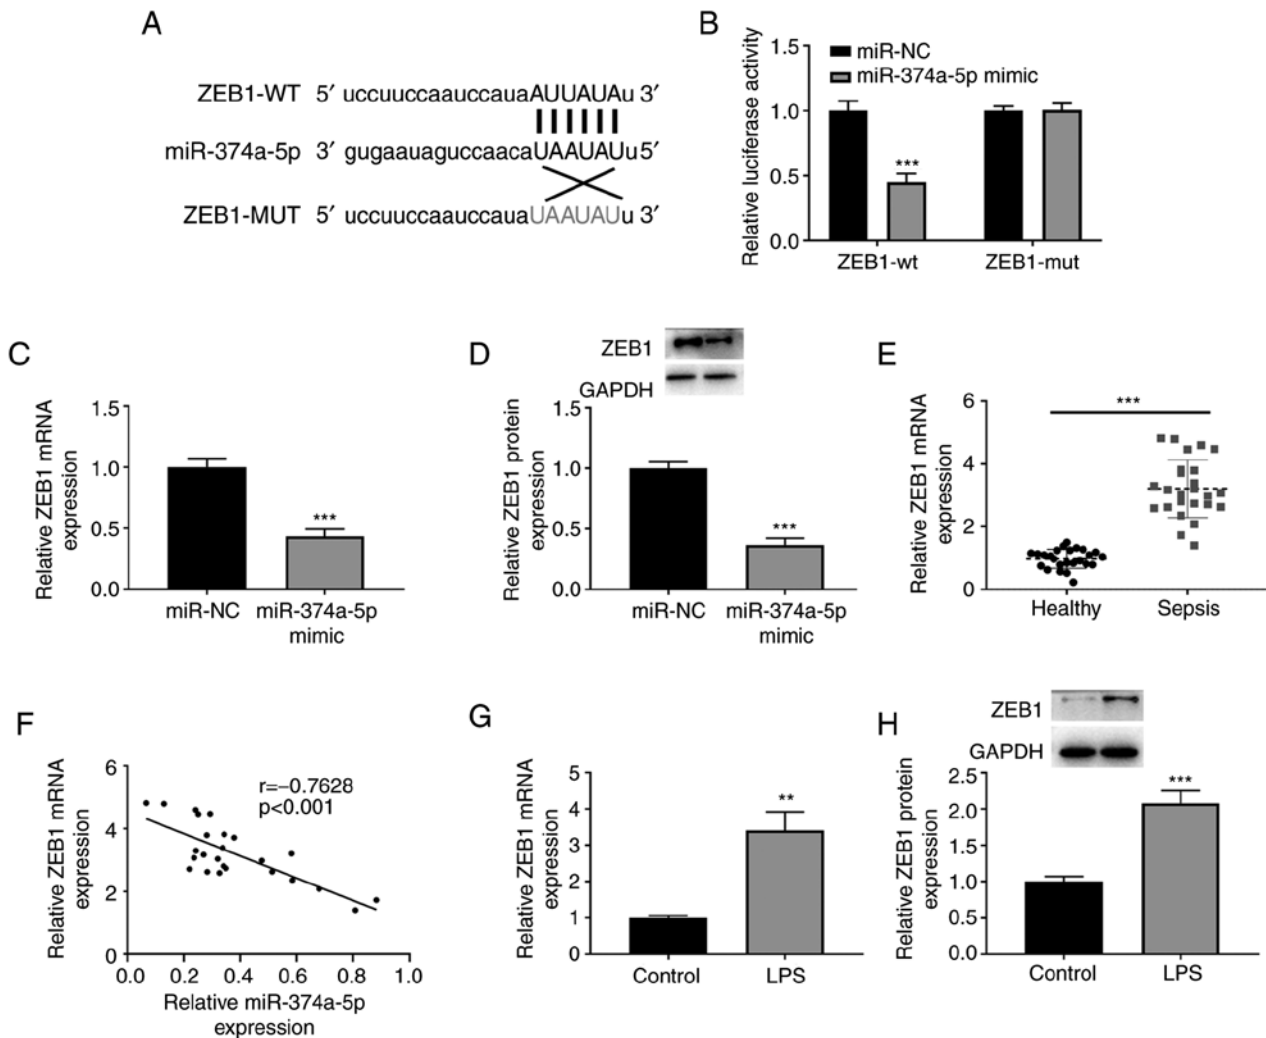 A
ZEB1-WT 5′ uccuuccaauccauaAUUAUAu 3′
miR-374a-5p 3′ gugaauaguccaacaUAAUAUu5′
ZEB1-MUT 5′ uccuuccaauccauaUAAUAUu 3′
B
Relative luciferase activity
1.5
1.0
0.5
0.0
miR-NC
miR-374a-5p mimic
***
ZEB1-wt
ZEB1-mut
C
Relative ZEB1 mRNA
expression
1.5
1.0
0.5
0.0
***
miR-NC
miR-374a-5p
mimic
D
ZEB1
GAPDH
Relative ZEB1 protein
expression
1.5
1.0
0.5
0.0
***
miR-NC
miR-374a-5p
mimic
E
Relative ZEB1 mRNA
expression
6
4
2
0
***
Healthy
Sepsis
F
Relative ZEB1 mRNA
expression
6
4
2
0
r=−0.7628
p<0.001
0.0 0.2 0.4 0.6 0.8 1.0
Relative miR-374a-5p
expression
G
Relative ZEB1 mRNA
expression
5
4
3
2
1
0
**
Control
LPS
H
ZEB1
GAPDH
Relative ZEB1 protein
expression
2.5
2.0
1.5
1.0
0.5
0.0
***
Control
LPS